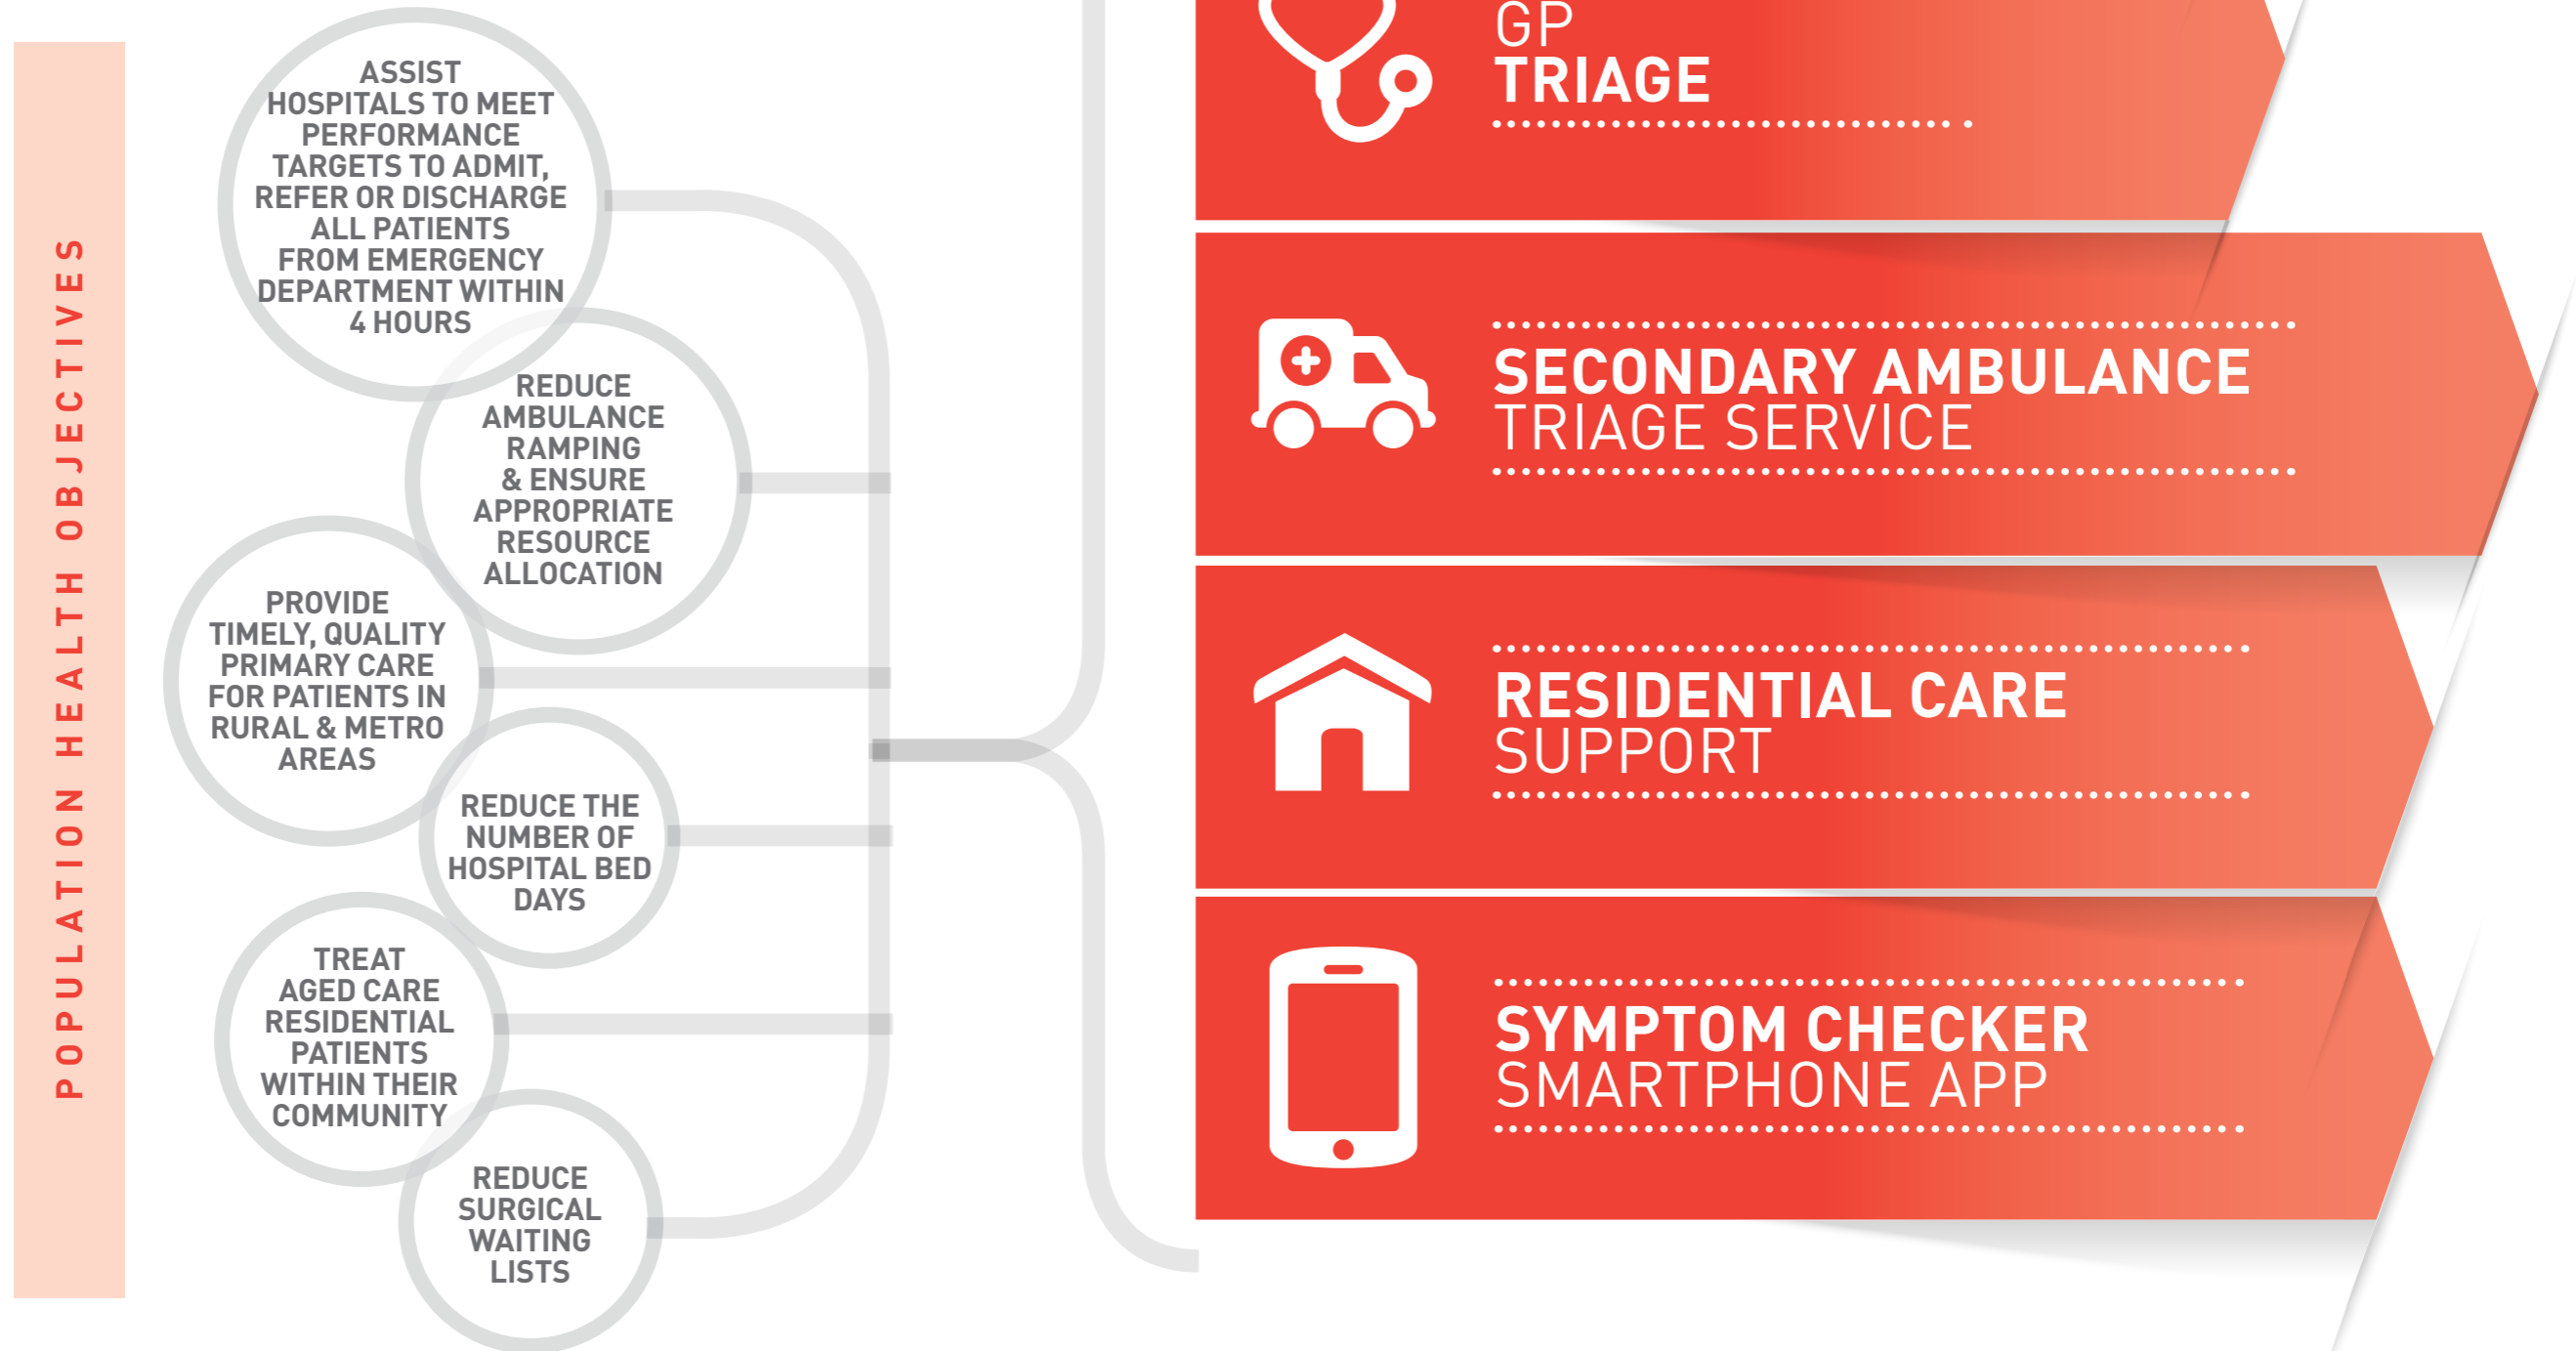 POPULATION HEALTH OBJECTIVES
ASSIST
HOSPITALS TO MEET
PERFORMANCE
TARGETS TO ADMIT,
REFER OR DISCHARGE
ALL PATIENTS
FROM EMERGENCY
DEPARTMENT WITHIN
4 HOURS
REDUCE
AMBULANCE
RAMPING
& ENSURE
APPROPRIATE
RESOURCE
ALLOCATION
PROVIDE
TIMELY, QUALITY
PRIMARY CARE
FOR PATIENTS IN
RURAL & METRO
AREAS
REDUCE THE
NUMBER OF
HOSPITAL BED
DAYS
TREAT
AGED CARE
RESIDENTIAL
PATIENTS
WITHIN THEIR
COMMUNITY
REDUCE
SURGICAL
WAITING
LISTS
GP
TRIAGE
SECONDARY AMBULANCE
TRIAGE SERVICE
RESIDENTIAL CARE
SUPPORT
SYMPTOM CHECKER
SMARTPHONE APP